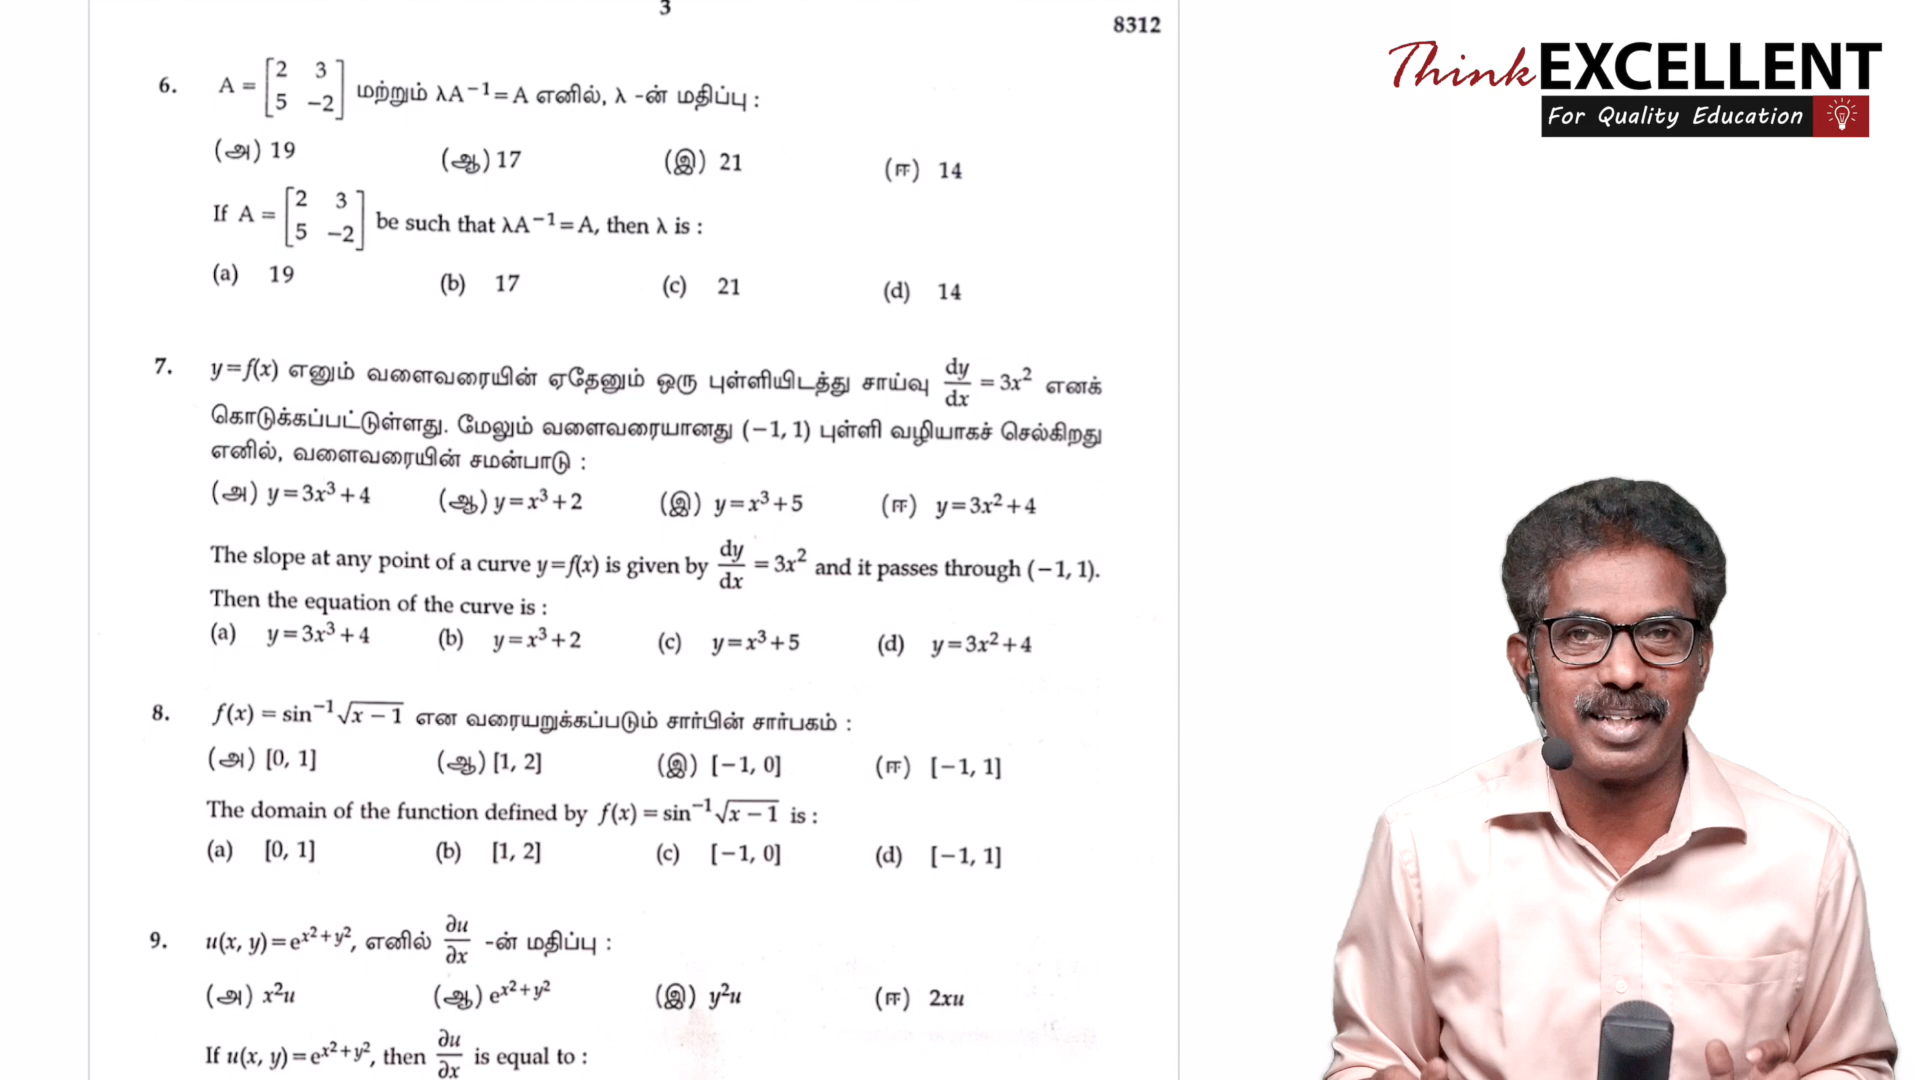 3
8312
Think EXCELLENT
For Quality Education
6. A = [2 3 5 −2] மற்றும் λA⁻¹ = A எனில், λ -ன் மதிப்பு :
(அ) 19 (ஆ) 17 (இ) 21 (ஈ) 14
If A = [2 3 5 −2] be such that λA⁻¹ = A, then λ is :
(a) 19 (b) 17 (c) 21 (d) 14
7. y=f(x) எனும் வளைவரையின் ஏதேனும் ஒரு புள்ளியிடத்து சாய்வு dy/dx = 3x² எனக்
கொடுக்கப்பட்டுள்ளது. மேலும் வளைவரையானது (−1, 1) புள்ளி வழியாகச் செல்கிறது
எனில், வளைவரையின் சமன்பாடு :
(அ) y=3x³+4 (ஆ) y=x³+2 (இ) y=x³+5 (ஈ) y=3x²+4
The slope at any point of a curve y=f(x) is given by dy/dx = 3x² and it passes through (−1, 1).
Then the equation of the curve is :
(a) y=3x³+4 (b) y=x³+2 (c) y=x³+5 (d) y=3x²+4
8. f(x) = sin⁻¹√(x − 1) என வரையறுக்கப்படும் சார்பின் சார்பகம் :
(அ) [0, 1] (ஆ) [1, 2] (இ) [−1, 0] (ஈ) [−1, 1]
The domain of the function defined by f(x) = sin⁻¹√(x − 1) is :
(a) [0, 1] (b) [1, 2] (c) [−1, 0] (d) [−1, 1]
9. u(x, y)=e^(x²+y²), எனில் ∂u/∂x -ன் மதிப்பு :
(அ) x²u (ஆ) e^(x²+y²) (இ) y²u (ஈ) 2xu
If u(x, y)=e^(x²+y²), then ∂u/∂x is equal to :